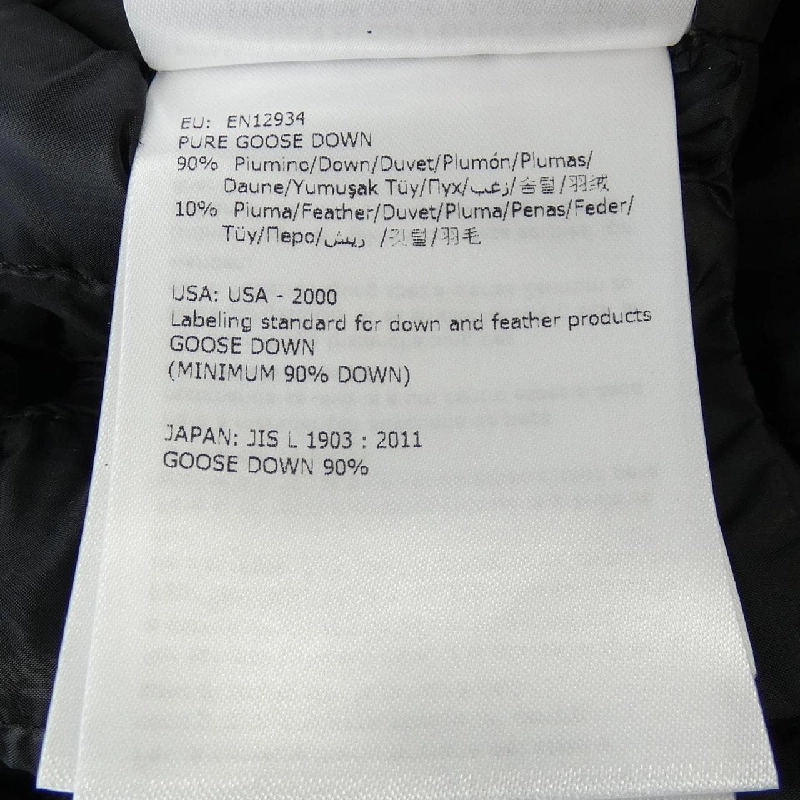 EU: EN12934
PURE GOOSE DOWN
90% Piumino/Down/Duvet/Plumón/Plumas/
Daune/Yumuşak Tüy/Пух/زغب/솜털/羽绒
10% Piuma/Feather/Duvet/Pluma/Penas/Feder/
Tüy/Перо/ريش /깃털/羽毛
USA: USA - 2000
Labeling standard for down and feather products
GOOSE DOWN
(MINIMUM 90% DOWN)
JAPAN: JIS L 1903 : 2011
GOOSE DOWN 90%